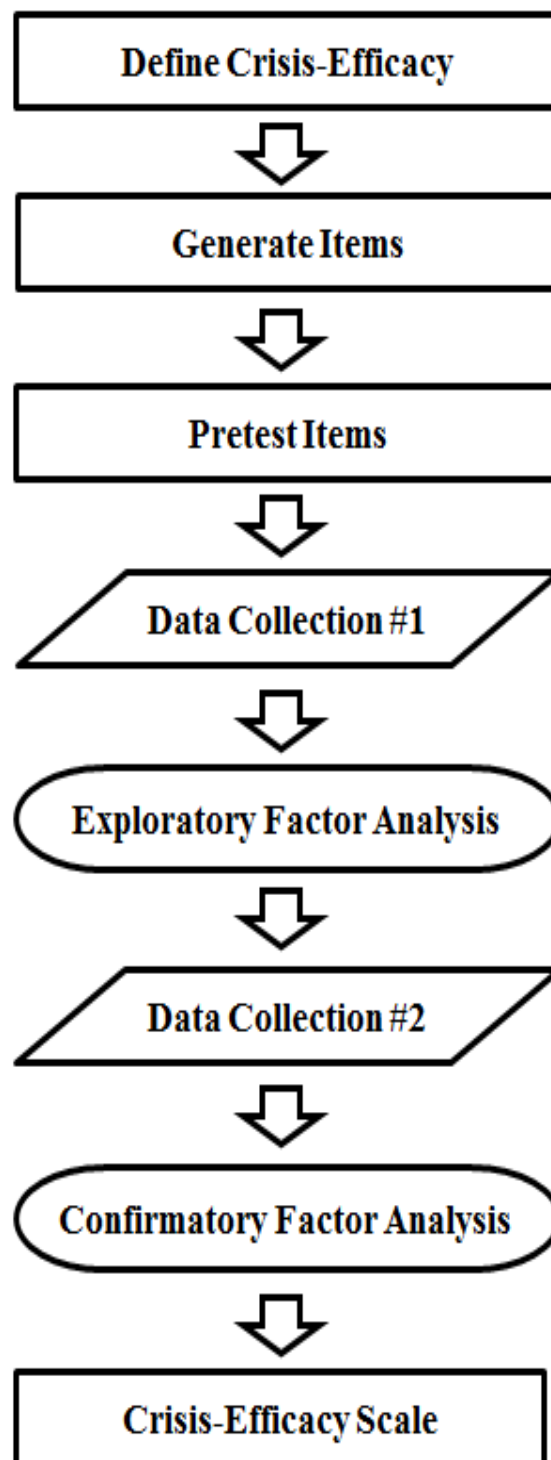 Define Crisis-Efficacy
Generate Items
Pretest Items
Data Collection #1
Exploratory Factor Analysis
Data Collection #2
Confirmatory Factor Analysis
Crisis-Efficacy Scale